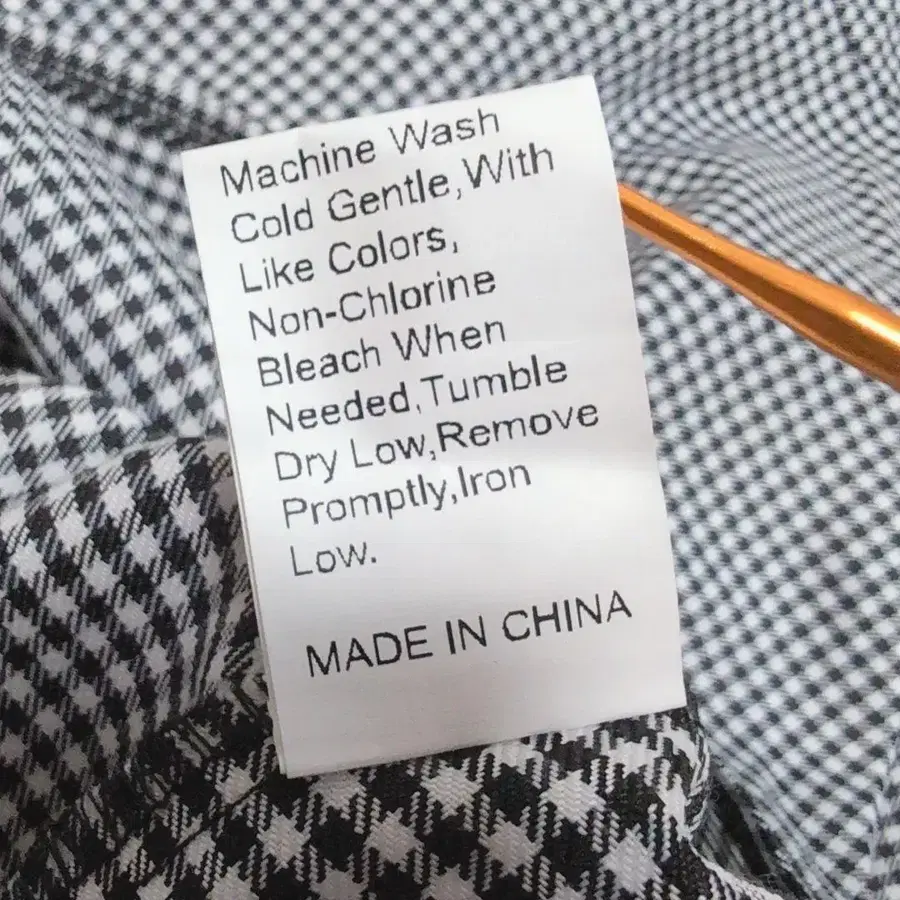 Machine Wash
Cold Gentle,With
Like Colors,
Non-Chlorine
Bleach When
Needed,Tumble
Dry Low,Remove
Promptly,Iron
Low.
MADE IN CHINA